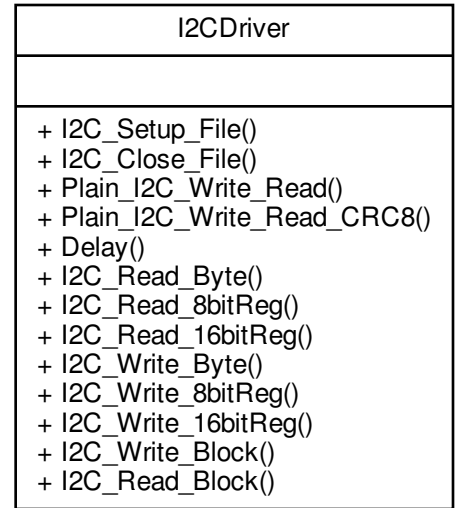 I2CDriver
+ I2C_Setup_File()
+ I2C_Close_File()
+ Plain_I2C_Write_Read()
+ Plain_I2C_Write_Read_CRC8()
+ Delay()
+ I2C_Read_Byte()
+ I2C_Read_8bitReg()
+ I2C_Read_16bitReg()
+ I2C_Write_Byte()
+ I2C_Write_8bitReg()
+ I2C_Write_16bitReg()
+ I2C_Write_Block()
+ I2C_Read_Block()